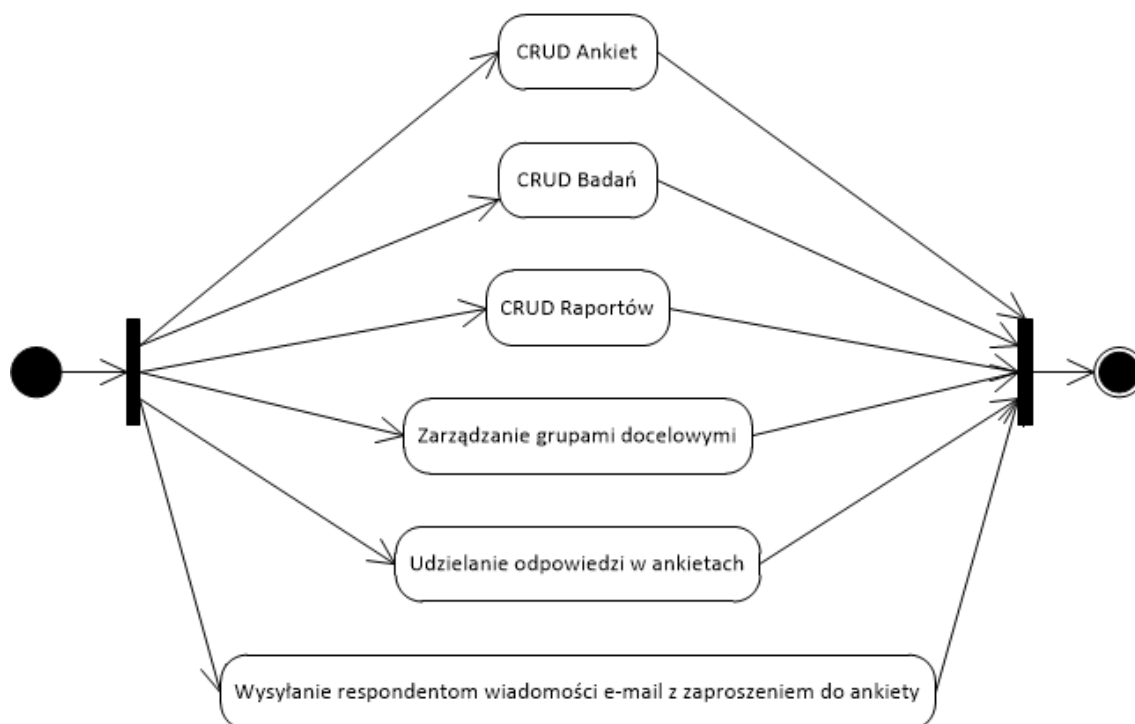 CRUD Ankiet
CRUD Badań
CRUD Raportów
Zarządzanie grupami docelowymi
Udzielanie odpowiedzi w ankietach
Wysyłanie respondentom wiadomości e-mail z zaproszeniem do ankiety